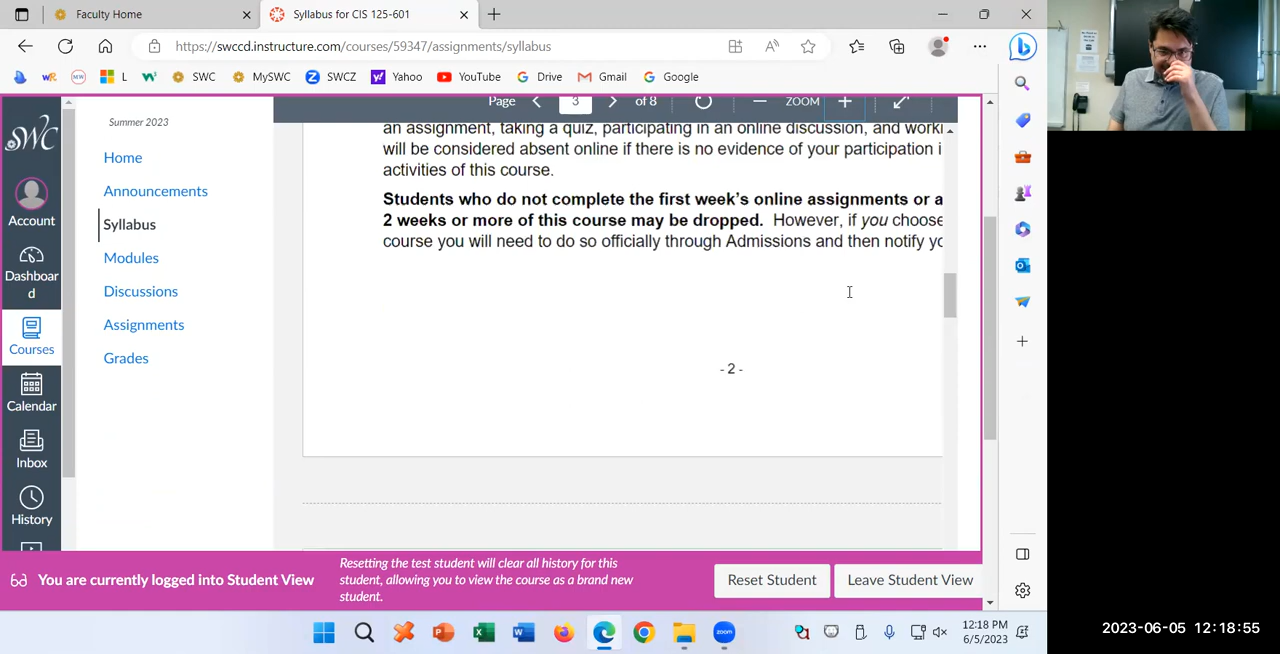 Faculty Home
Syllabus for CIS 125-601
https://swccd.instructure.com/courses/59347/assignments/syllabus
L
SWC
MySWC
SWCZ
Yahoo
YouTube
Drive
Gmail
Google
SWC
Account
Dashboar
d
Courses
Calendar
Inbox
History
Summer 2023
Home
Announcements
Syllabus
Modules
Discussions
Assignments
Grades
Page 3 of 8 ZOOM
an assignment, taking a quiz, participating in an online discussion, and worki
will be considered absent online if there is no evidence of your participation i
activities of this course.
Students who do not complete the first week's online assignments or a
2 weeks or more of this course may be dropped. However, if you choose
course you will need to do so officially through Admissions and then notify yo
- 2 -
You are currently logged into Student View
Resetting the test student will clear all history for this
student, allowing you to view the course as a brand new
student.
Reset Student
Leave Student View
12:18 PM
6/5/2023
2023-06-05 12:18:55